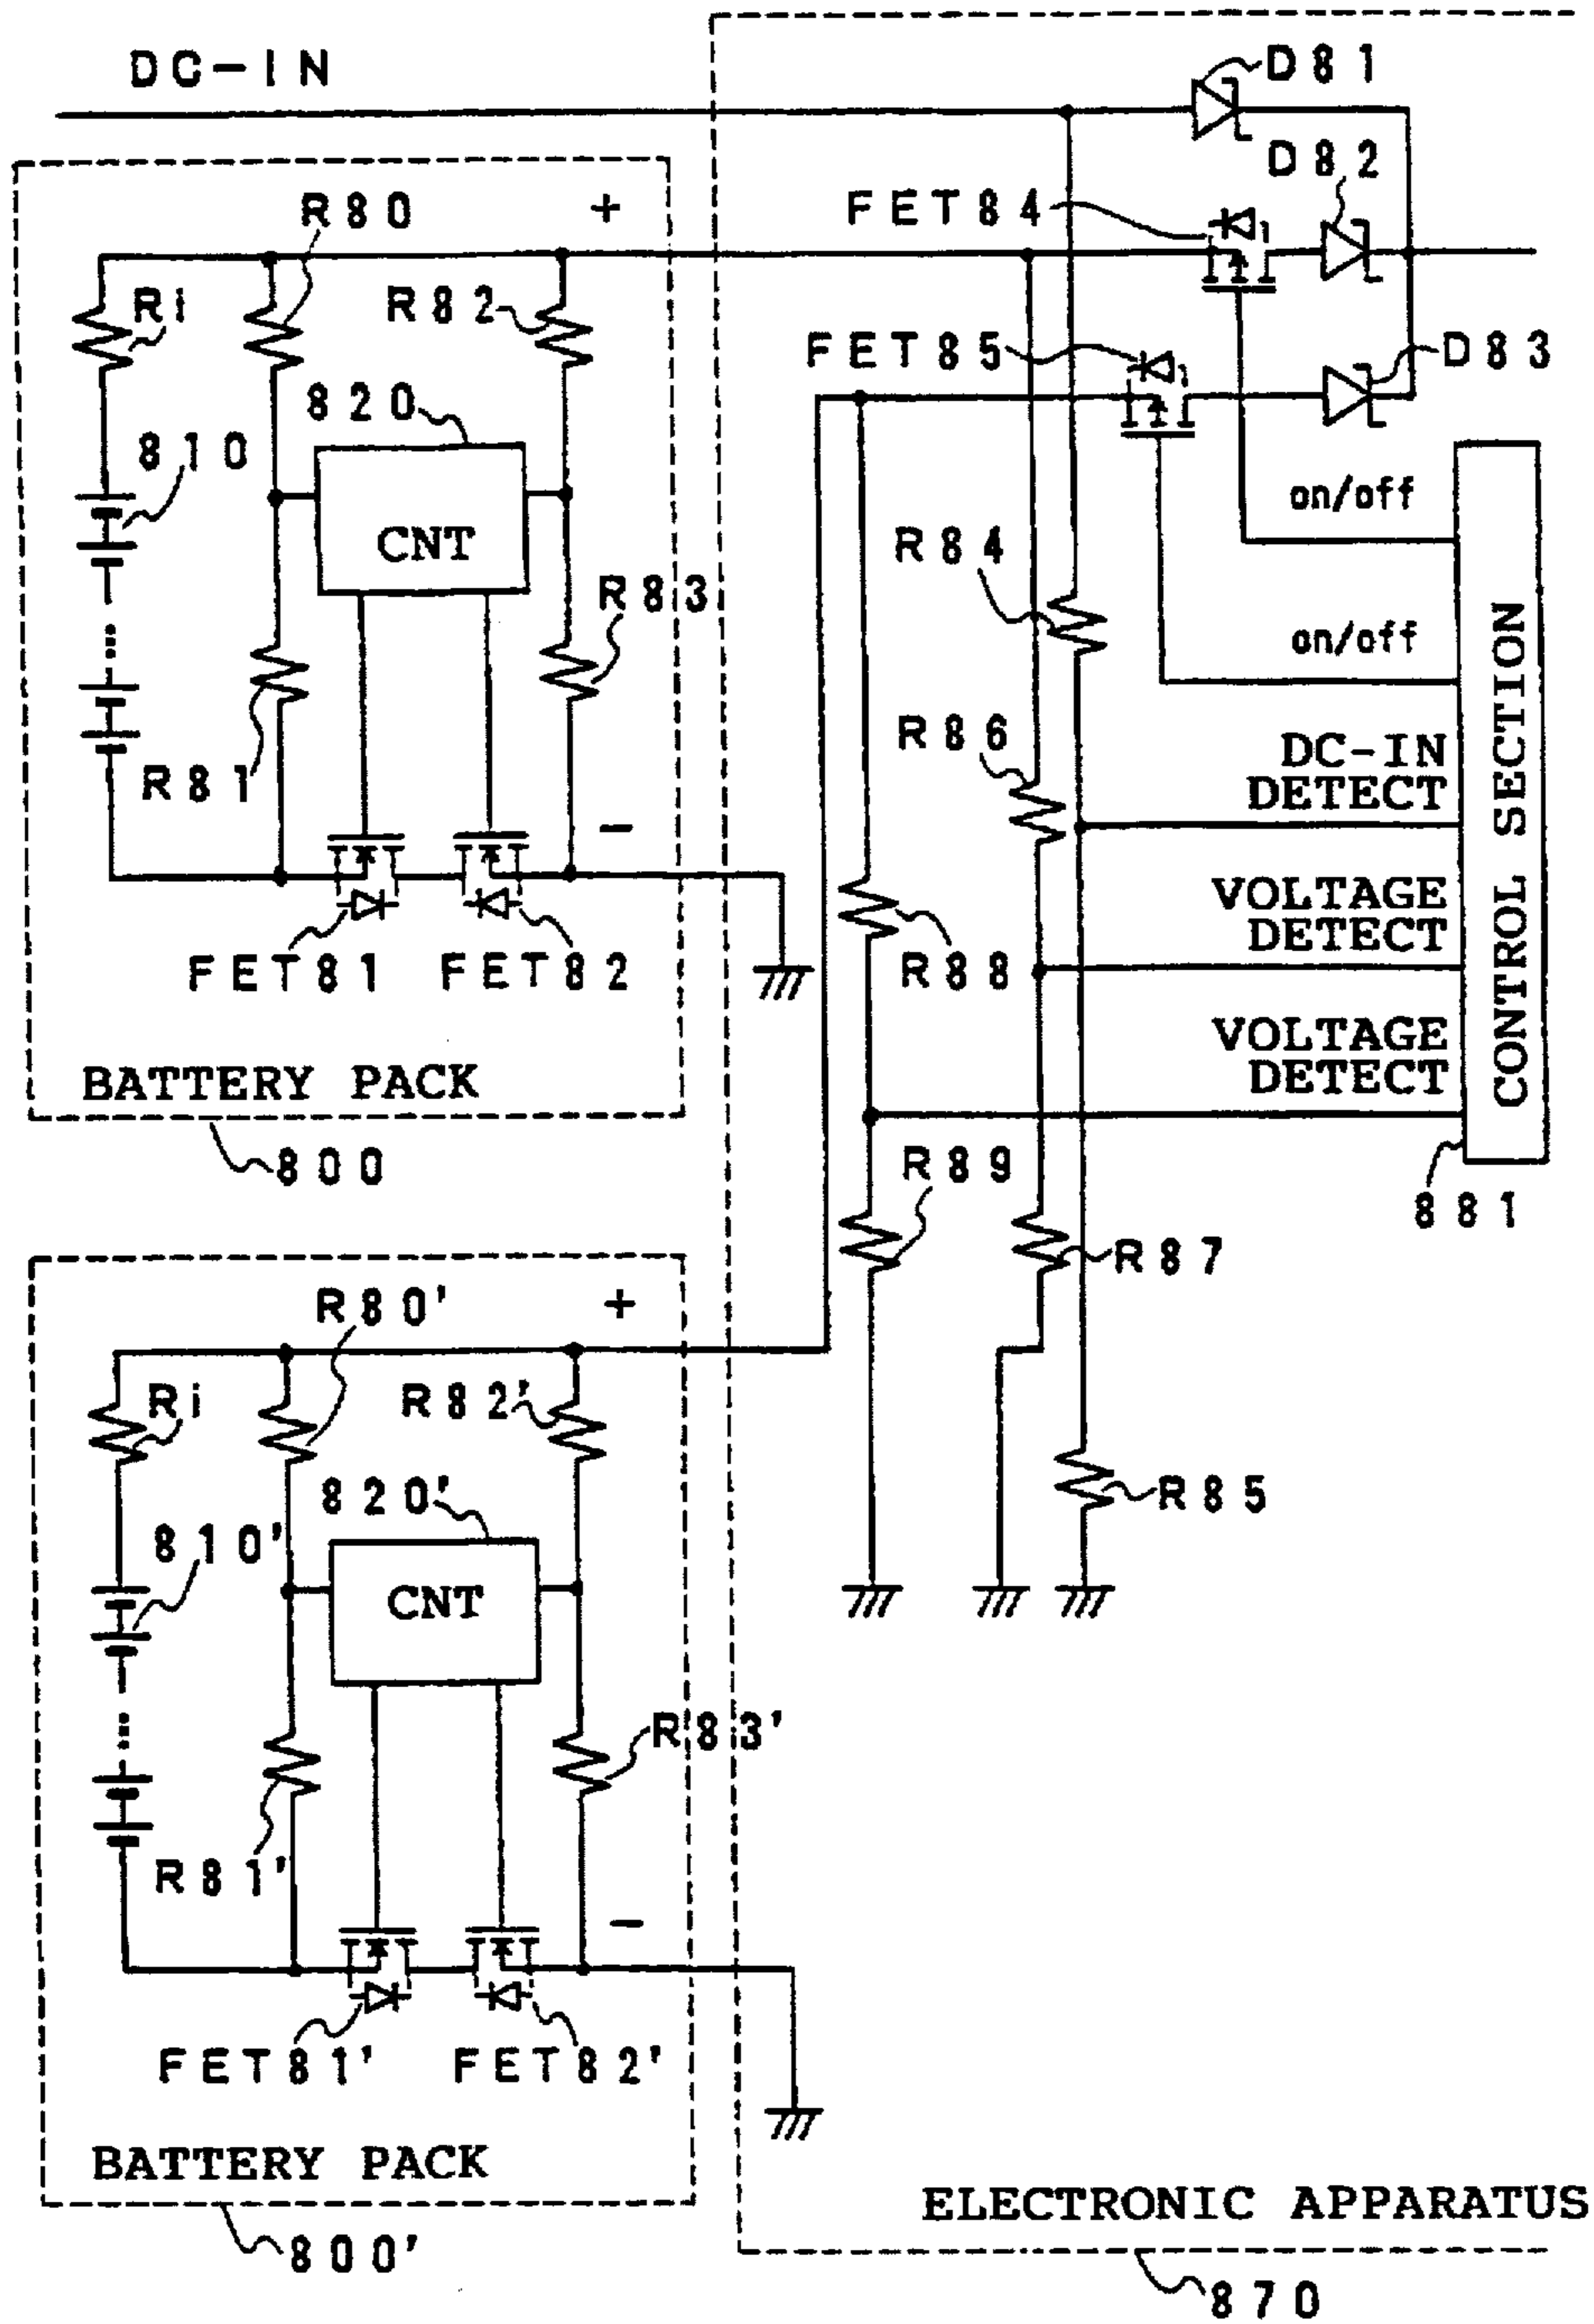 DC-IN
D81
D82
R80
+
FET84
Ri
R82
FET85
D83
820
810
on/off
CNT
R84
R83
on/off
R86
DC-IN
DETECT
R81
-
VOLTAGE
DETECT
CONTROL SECTION
FET81
FET82
R88
VOLTAGE
DETECT
BATTERY PACK
800
R89
881
R87
R80'
+
Ri
R82'
820'
R85
810'
CNT
R83'
R81'
-
FET81'
FET82'
BATTERY PACK
ELECTRONIC APPARATUS
800'
870